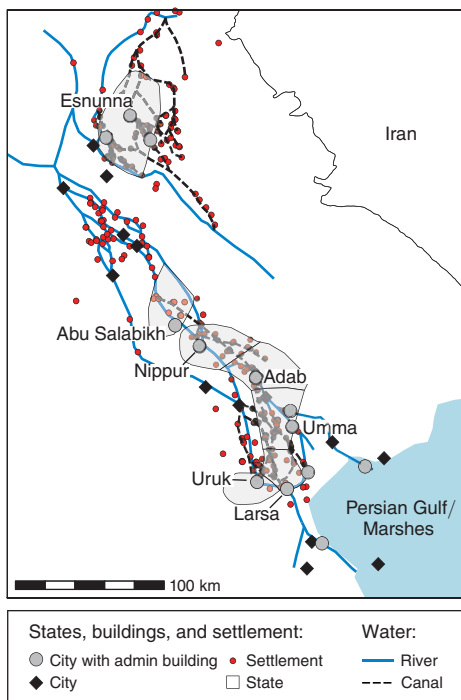 Esnunna
Iran
Abu Salabikh
Nippur
Adab
Umma
Uruk
Larsa
Persian Gulf/
Marshes
100 km
States, buildings, and settlement:
City with admin building
City
Settlement
State
Water:
River
Canal